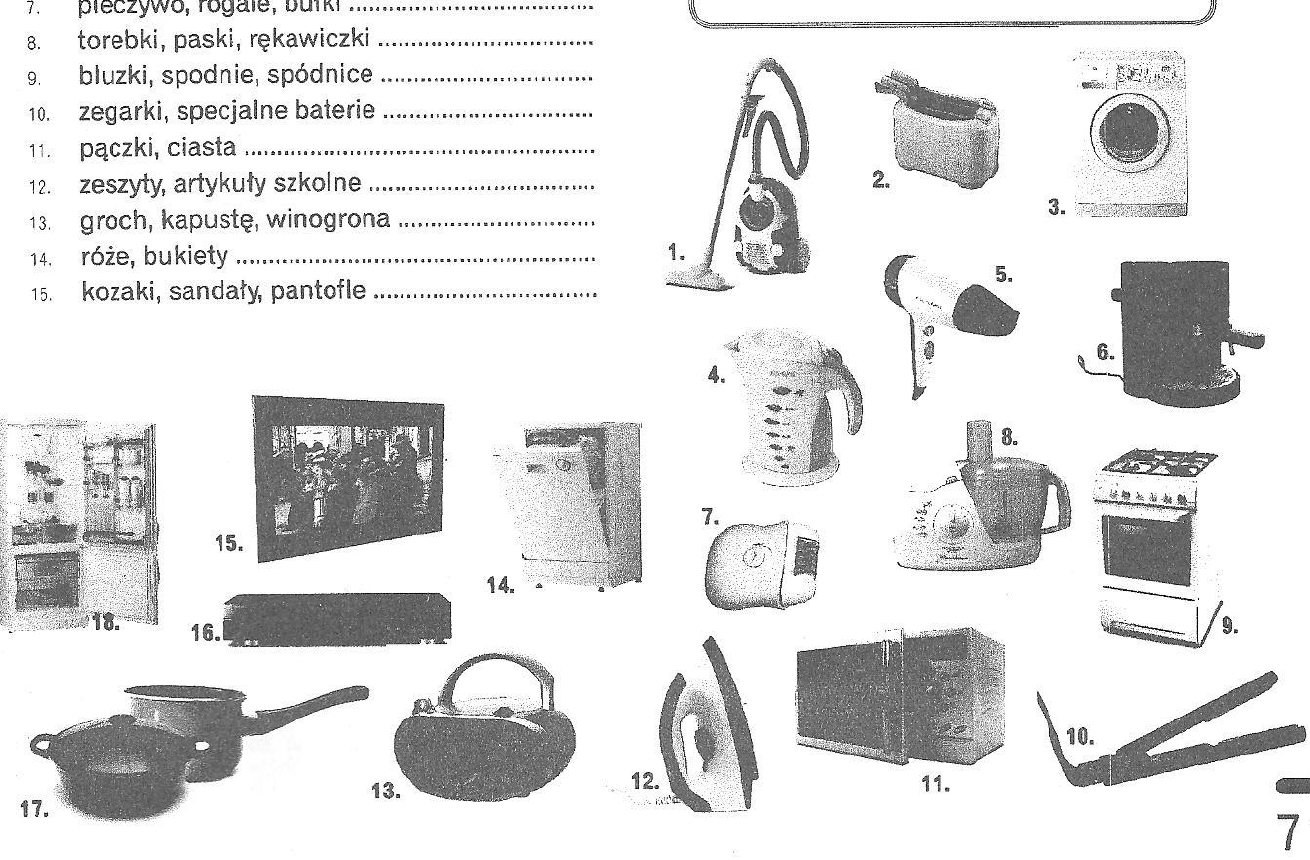 7. pieczywo, rogale, bułki ..................................
8. torebki, paski, rękawiczki ...............................
9. bluzki, spodnie, spódnice ...............................
10. zegarki, specjalne baterie ..............................
11. pączki, ciasta ...................................................
12. zeszyty, artykuły szkolne .................................
13. groch, kapustę, winogrona ............................
14. róże, bukiety ....................................................
15. kozaki, sandały, pantofle ................................
1.
2.
3.
4.
5.
6.
7.
8.
9.
10.
11.
12.
13.
14.
15.
16.
17.
18.
7